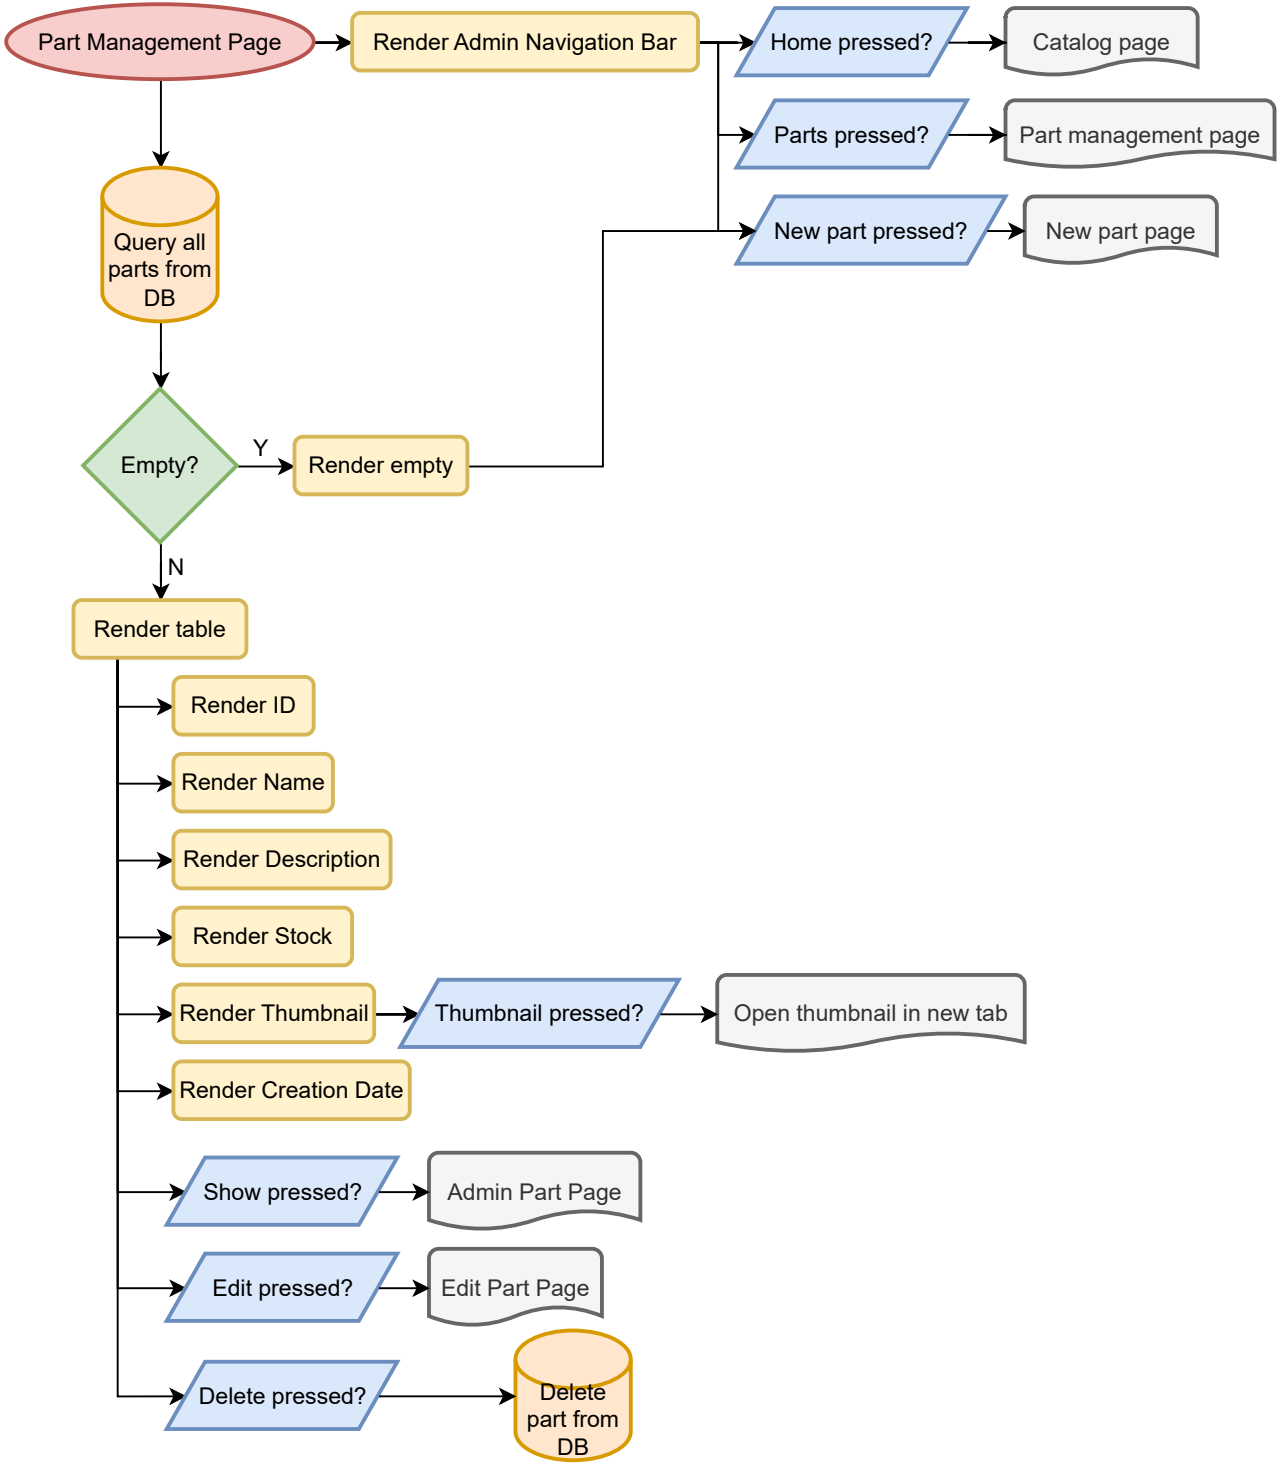 Part Management Page
Render Admin Navigation Bar
Home pressed?
Catalog page
Parts pressed?
Part management page
New part pressed?
New part page
Query all
parts from
DB
Empty?
Y
Render empty
N
Render table
Render ID
Render Name
Render Description
Render Stock
Render Thumbnail
Thumbnail pressed?
Open thumbnail in new tab
Render Creation Date
Show pressed?
Admin Part Page
Edit pressed?
Edit Part Page
Delete pressed?
Delete
part from
DB